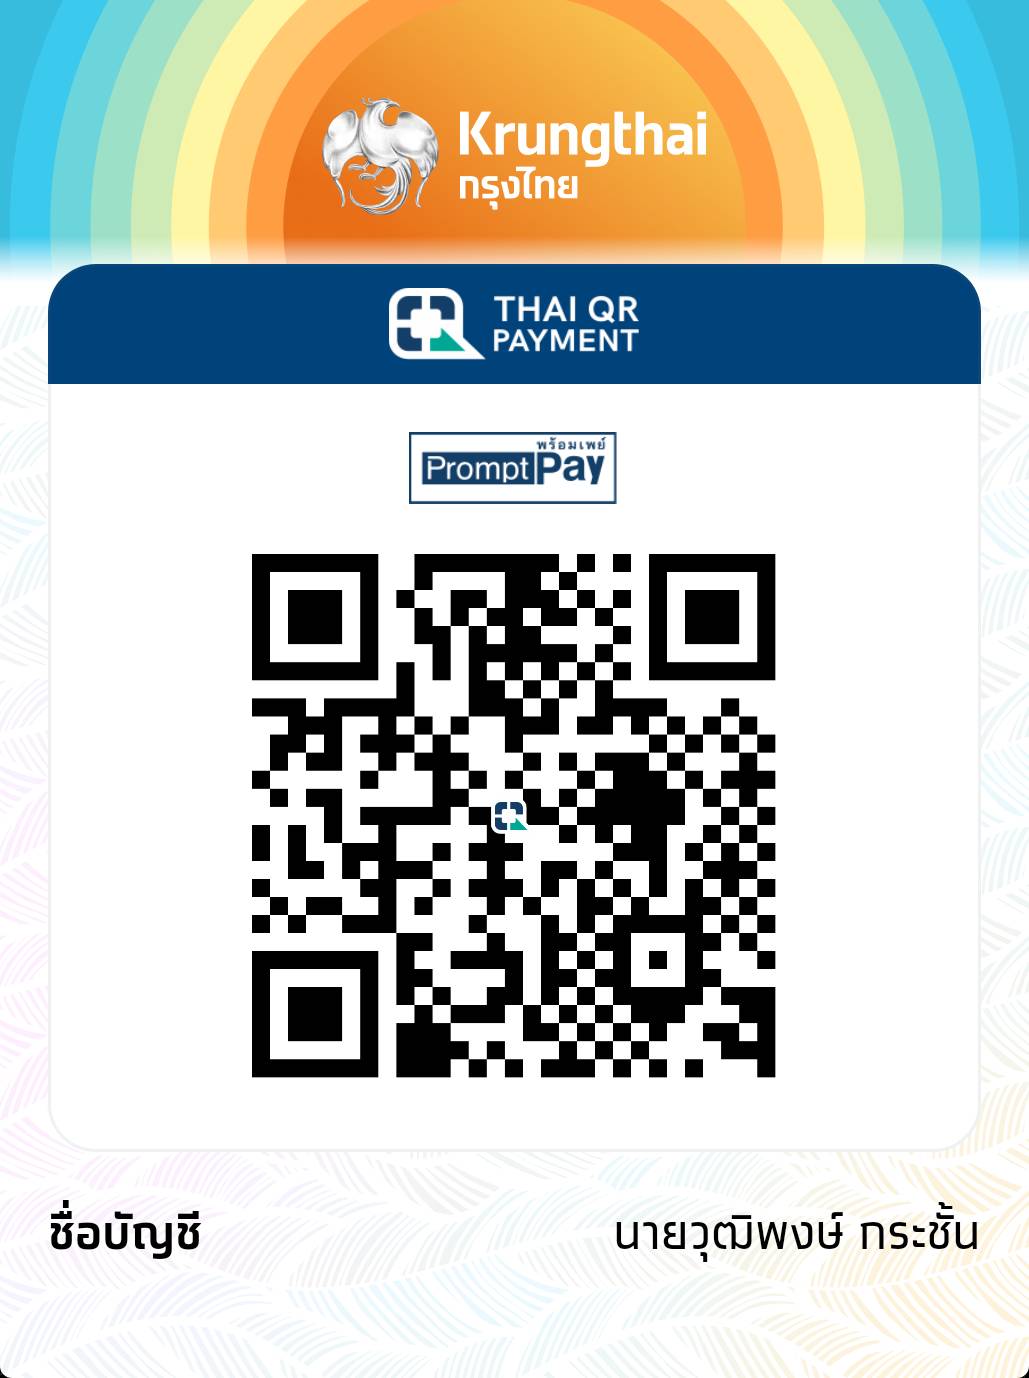 Krungthai
กรุงไทย
THAI QR
PAYMENT
พร้อมเพย์
PromptPay
ชื่อบัญชี นายวุฒิพงษ์ กระชั้น